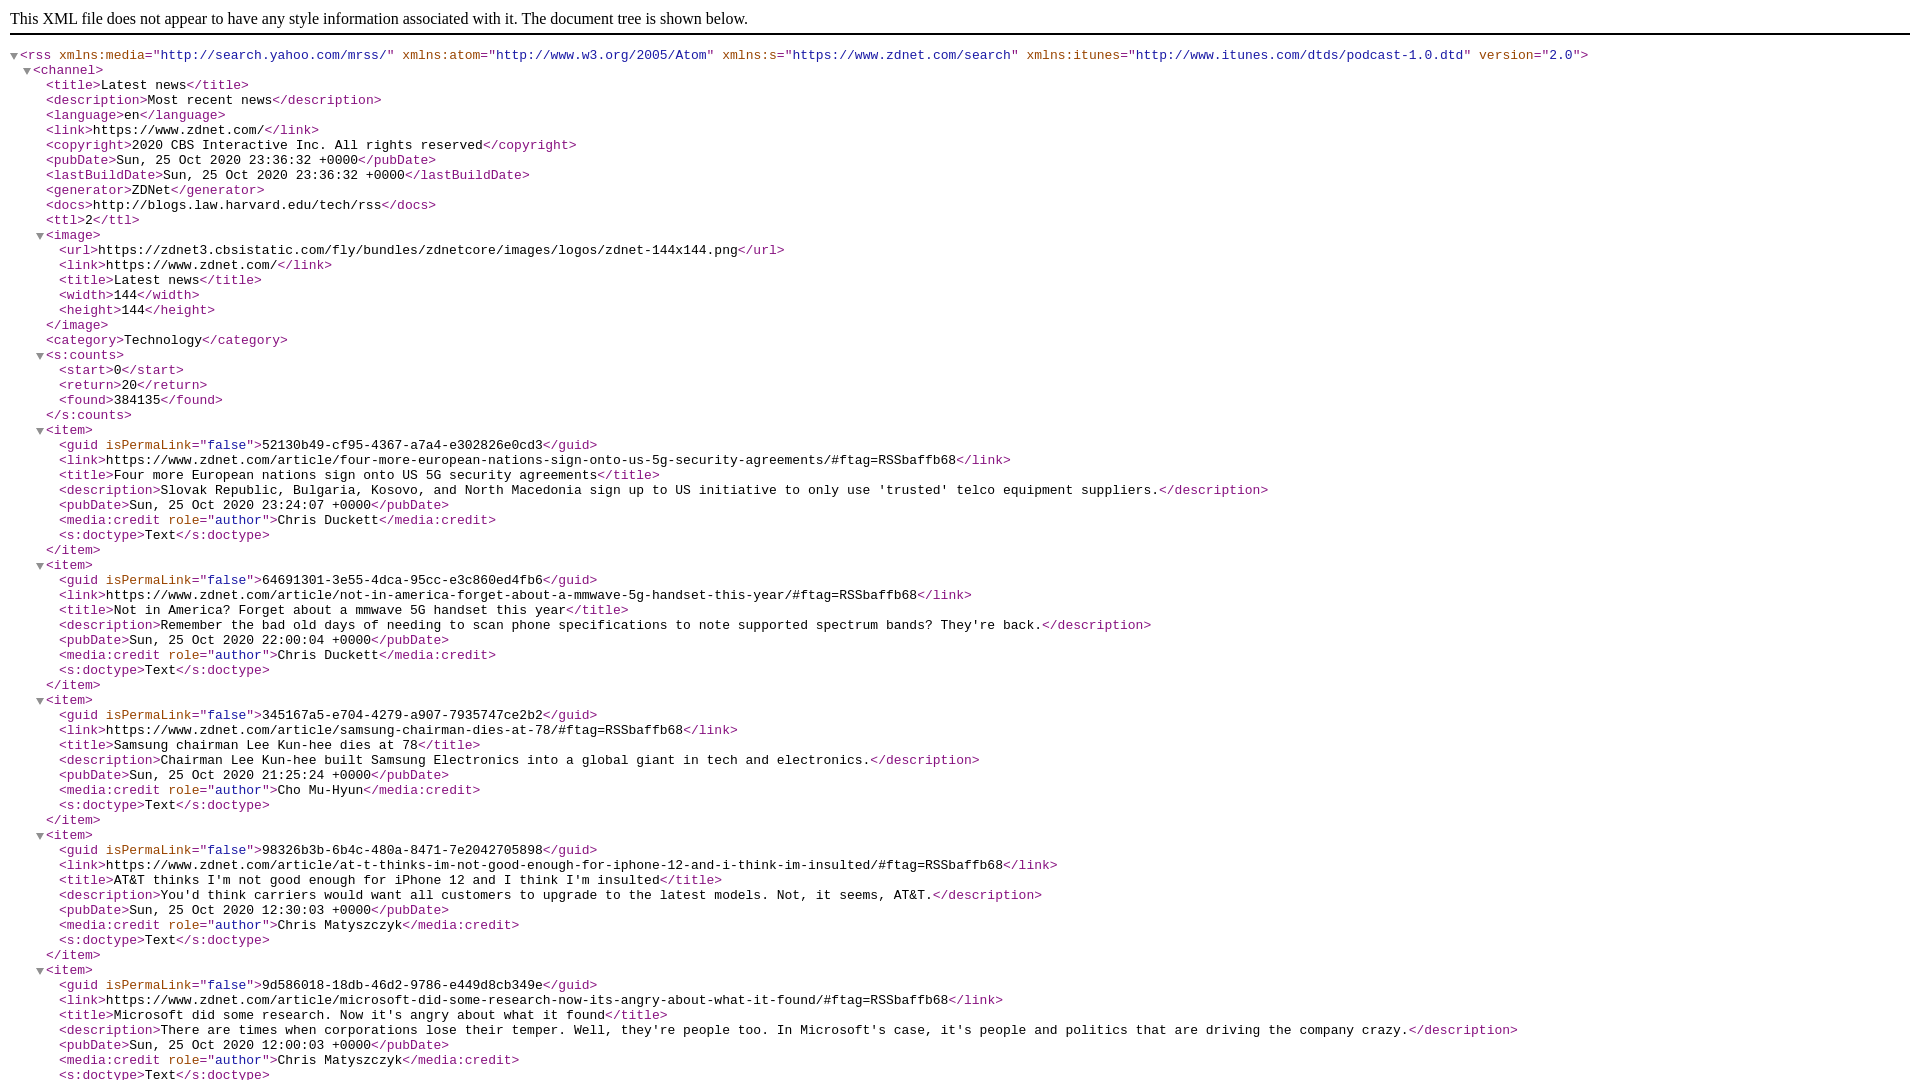 This XML file does not appear to have any style information associated with it. The document tree is shown below.
<rss xmlns:media="http://search.yahoo.com/mrss/" xmlns:atom="http://www.w3.org/2005/Atom" xmlns:s="https://www.zdnet.com/search" xmlns:itunes="http://www.itunes.com/dtds/podcast-1.0.dtd" version="2.0">
<channel>
<title>Latest news</title>
<description>Most recent news</description>
<language>en</language>
<link>https://www.zdnet.com/</link>
<copyright>2020 CBS Interactive Inc. All rights reserved</copyright>
<pubDate>Sun, 25 Oct 2020 23:36:32 +0000</pubDate>
<lastBuildDate>Sun, 25 Oct 2020 23:36:32 +0000</lastBuildDate>
<generator>ZDNet</generator>
<docs>http://blogs.law.harvard.edu/tech/rss</docs>
<ttl>2</ttl>
<image>
<url>https://zdnet3.cbsistatic.com/fly/bundles/zdnetcore/images/logos/zdnet-144x144.png</url>
<link>https://www.zdnet.com/</link>
<title>Latest news</title>
<width>144</width>
<height>144</height>
</image>
<category>Technology</category>
<s:counts>
<start>0</start>
<return>20</return>
<found>384135</found>
</s:counts>
<item>
<guid isPermaLink="false">52130b49-cf95-4367-a7a4-e302826e0cd3</guid>
<link>https://www.zdnet.com/article/four-more-european-nations-sign-onto-us-5g-security-agreements/#ftag=RSSbaffb68</link>
<title>Four more European nations sign onto US 5G security agreements</title>
<description>Slovak Republic, Bulgaria, Kosovo, and North Macedonia sign up to US initiative to only use 'trusted' telco equipment suppliers.</description>
<pubDate>Sun, 25 Oct 2020 23:24:07 +0000</pubDate>
<media:credit role="author">Chris Duckett</media:credit>
<s:doctype>Text</s:doctype>
</item>
<item>
<guid isPermaLink="false">64691301-3e55-4dca-95cc-e3c860ed4fb6</guid>
<link>https://www.zdnet.com/article/not-in-america-forget-about-a-mmwave-5g-handset-this-year/#ftag=RSSbaffb68</link>
<title>Not in America? Forget about a mmwave 5G handset this year</title>
<description>Remember the bad old days of needing to scan phone specifications to note supported spectrum bands? They're back.</description>
<pubDate>Sun, 25 Oct 2020 22:00:04 +0000</pubDate>
<media:credit role="author">Chris Duckett</media:credit>
<s:doctype>Text</s:doctype>
</item>
<item>
<guid isPermaLink="false">345167a5-e704-4279-a907-7935747ce2b2</guid>
<link>https://www.zdnet.com/article/samsung-chairman-dies-at-78/#ftag=RSSbaffb68</link>
<title>Samsung chairman Lee Kun-hee dies at 78</title>
<description>Chairman Lee Kun-hee built Samsung Electronics into a global giant in tech and electronics.</description>
<pubDate>Sun, 25 Oct 2020 21:25:24 +0000</pubDate>
<media:credit role="author">Cho Mu-Hyun</media:credit>
<s:doctype>Text</s:doctype>
</item>
<item>
<guid isPermaLink="false">98326b3b-6b4c-480a-8471-7e2042705898</guid>
<link>https://www.zdnet.com/article/at-t-thinks-im-not-good-enough-for-iphone-12-and-i-think-im-insulted/#ftag=RSSbaffb68</link>
<title>AT&T thinks I'm not good enough for iPhone 12 and I think I'm insulted</title>
<description>You'd think carriers would want all customers to upgrade to the latest models. Not, it seems, AT&T.</description>
<pubDate>Sun, 25 Oct 2020 12:30:03 +0000</pubDate>
<media:credit role="author">Chris Matyszczyk</media:credit>
<s:doctype>Text</s:doctype>
</item>
<item>
<guid isPermaLink="false">9d586018-18db-46d2-9786-e449d8cb349e</guid>
<link>https://www.zdnet.com/article/microsoft-did-some-research-now-its-angry-about-what-it-found/#ftag=RSSbaffb68</link>
<title>Microsoft did some research. Now it's angry about what it found</title>
<description>There are times when corporations lose their temper. Well, they're people too. In Microsoft's case, it's people and politics that are driving the company crazy.</description>
<pubDate>Sun, 25 Oct 2020 12:00:03 +0000</pubDate>
<media:credit role="author">Chris Matyszczyk</media:credit>
<s:doctype>Text</s:doctype>